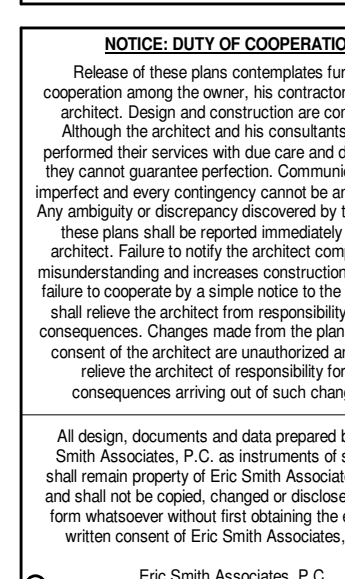 NOTICE: DUTY OF COOPERATIO
Release of these plans contemplates fur
cooperation among the owner, his contractor
architect. Design and construction are co
Although the architect and his consultants
performed their services with due care and d
they cannot guarantee perfection. Communi
imperfect and every contingency cannot be an
Any ambiguity or discrepancy discovered by t
these plans shall be reported immediately
architect. Failure to notify the architect com
misunderstanding and increases construction
failure to cooperate by a simple notice to the
shall relieve the architect from responsibility
consequences. Changes made from the plan
consent of the architect are unauthorized an
relieve the architect of responsibility for
consequences arriving out of such chan
All design, documents and data prepared b
Smith Associates, P.C. as instruments of s
shall remain property of Eric Smith Associate
and shall not be copied, changed or disclose
form whatsoever without first obtaining the e
written consent of Eric Smith Associates,
Eric Smith Associates, P.C.